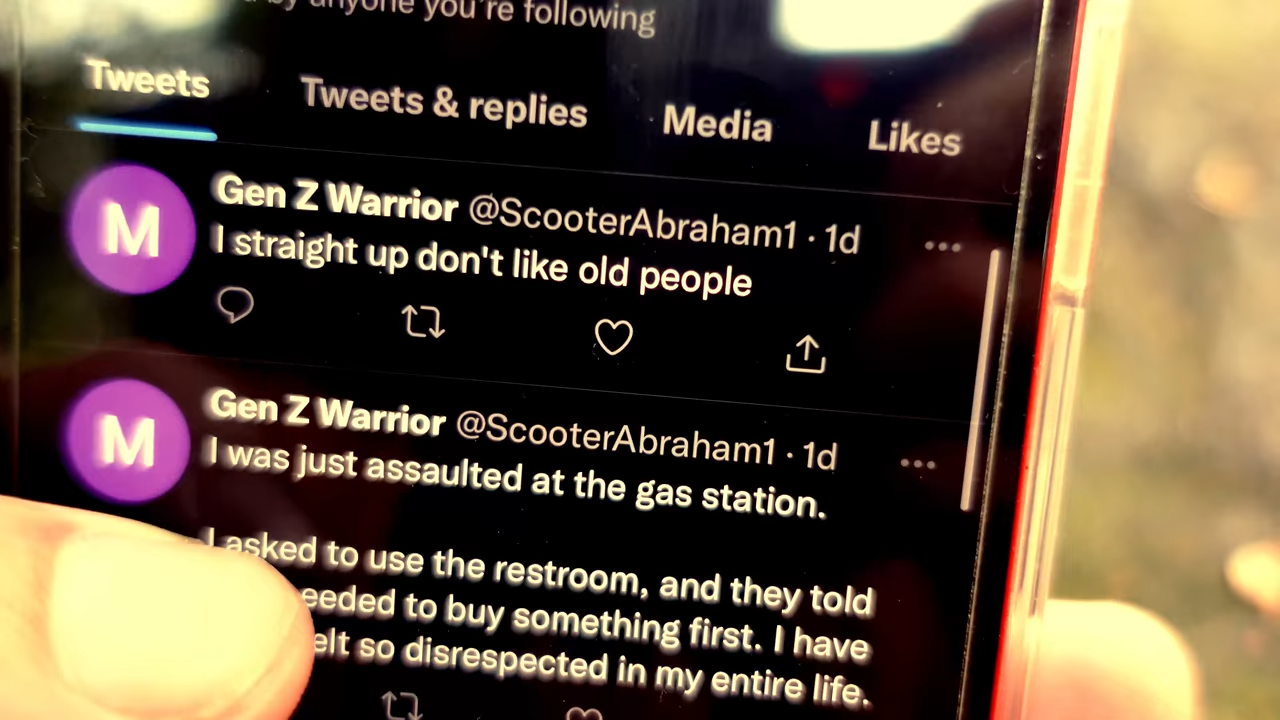 by anyone you're following
Tweets Tweets & replies Media Likes
M
Gen Z Warrior @ScooterAbraham1 · 1d
I straight up don't like old people
M
Gen Z Warrior @ScooterAbraham1 · 1d
I was just assaulted at the gas station.
I asked to use the restroom, and they told
to buy something first. I have
so disrespected in my entire life.